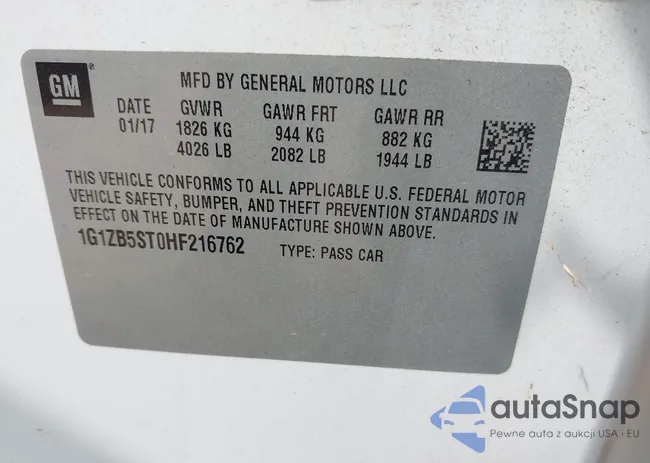 GM ®
MFD BY GENERAL MOTORS LLC
DATE GVWR GAWR FRT GAWR RR
01/17 1826 KG 944 KG 882 KG
4026 LB 2082 LB 1944 LB
THIS VEHICLE CONFORMS TO ALL APPLICABLE U.S. FEDERAL MOTOR
VEHICLE SAFETY, BUMPER, AND THEFT PREVENTION STANDARDS IN
EFFECT ON THE DATE OF MANUFACTURE SHOWN ABOVE.
1G1ZB5ST0HF216762 TYPE: PASS CAR
autaSnap
Pewne auta z aukcji USA i EU